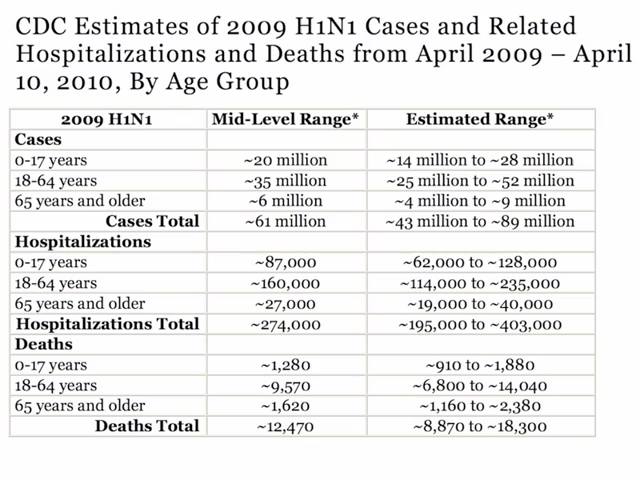 CDC Estimates of 2009 H1N1 Cases and Related
Hospitalizations and Deaths from April 2009 – April
10, 2010, By Age Group
2009 H1N1 Mid-Level Range* Estimated Range*
Cases
0-17 years ~20 million ~14 million to ~28 million
18-64 years ~35 million ~25 million to ~52 million
65 years and older ~6 million ~4 million to ~9 million
Cases Total ~61 million ~43 million to ~89 million
Hospitalizations
0-17 years ~87,000 ~62,000 to ~128,000
18-64 years ~160,000 ~114,000 to ~235,000
65 years and older ~27,000 ~19,000 to ~40,000
Hospitalizations Total ~274,000 ~195,000 to ~403,000
Deaths
0-17 years ~1,280 ~910 to ~1,880
18-64 years ~9,570 ~6,800 to ~14,040
65 years and older ~1,620 ~1,160 to ~2,380
Deaths Total ~12,470 ~8,870 to ~18,300